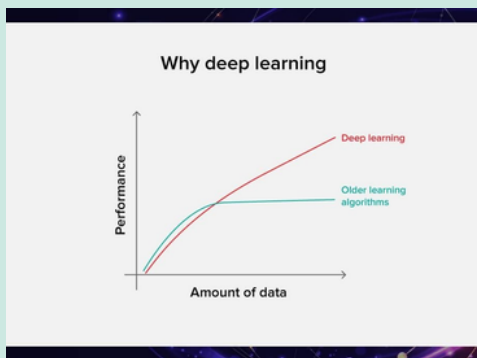 Why deep learning
Deep learning
Older learning
algorithms
Performance
Amount of data